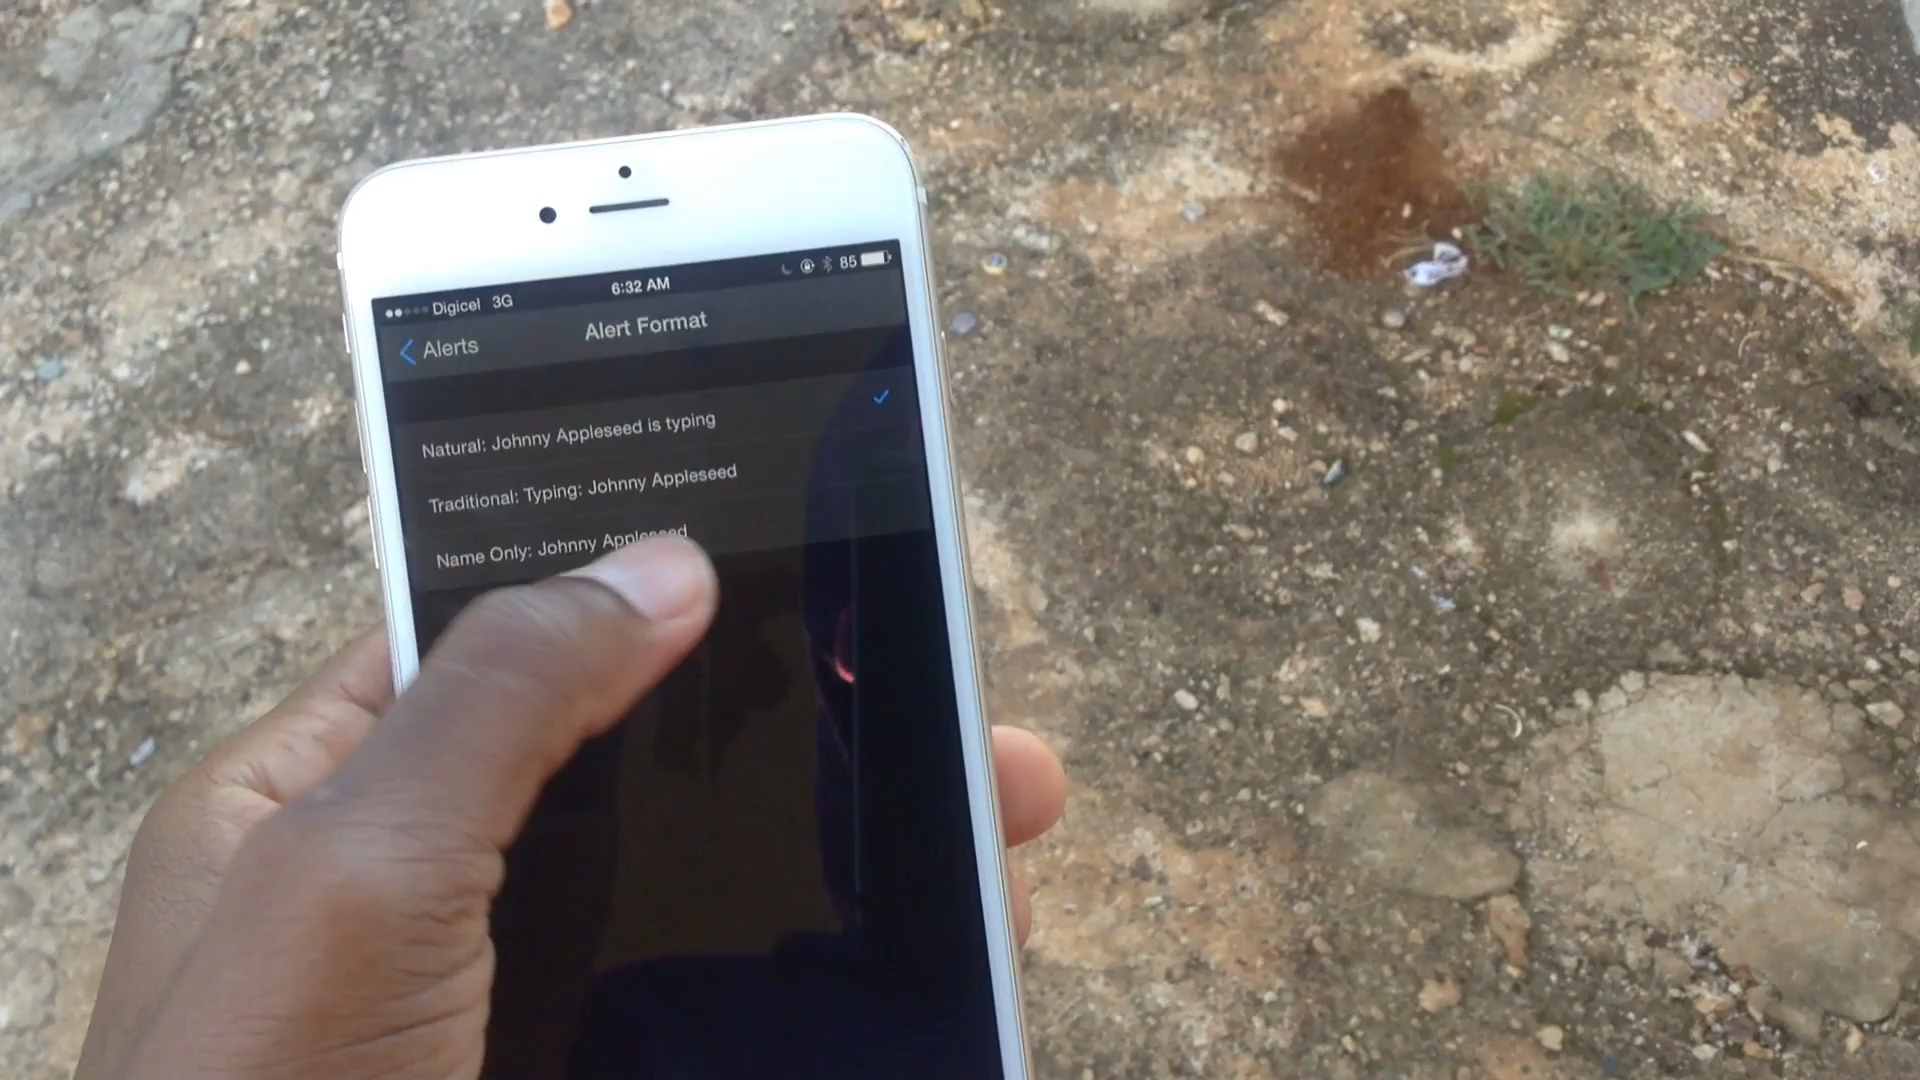 Digicel 3G 6:32 AM 85
Alerts Alert Format
Natural: Johnny Appleseed is typing
Traditional: Typing: Johnny Appleseed
Name Only: Johnny Appleseed